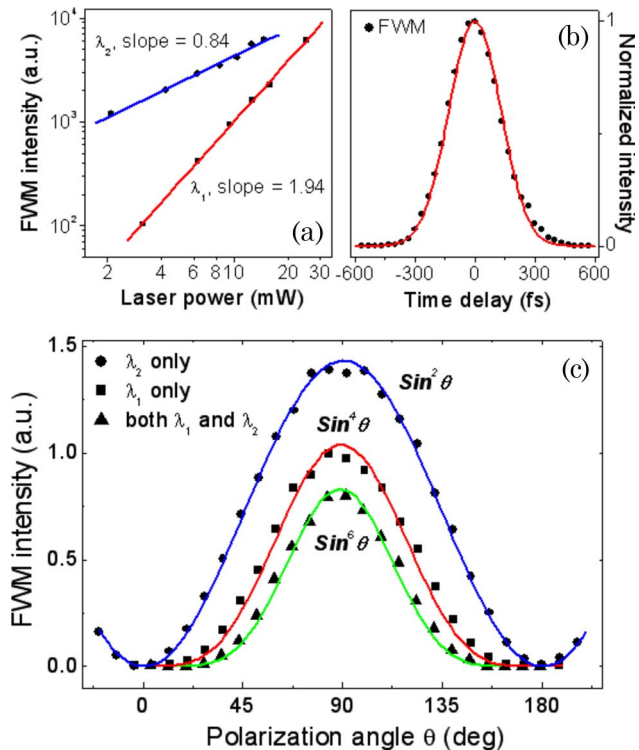 FWM intensity (a.u.)
10⁴
10³
10²
λ₂, slope = 0.84
λ₁, slope = 1.94
(a)
2 4 6 8 10 20 30
Laser power (mW)
FWM
(b)
1
0
Normalized intensity
-600 -300 0 300 600
Time delay (fs)
FWM intensity (a.u.)
1.5
1.0
0.5
0.0
λ₂ only
λ₁ only
both λ₁ and λ₂
(c)
Sin² θ
Sin⁴ θ
Sin⁶ θ
0 45 90 135 180
Polarization angle θ (deg)